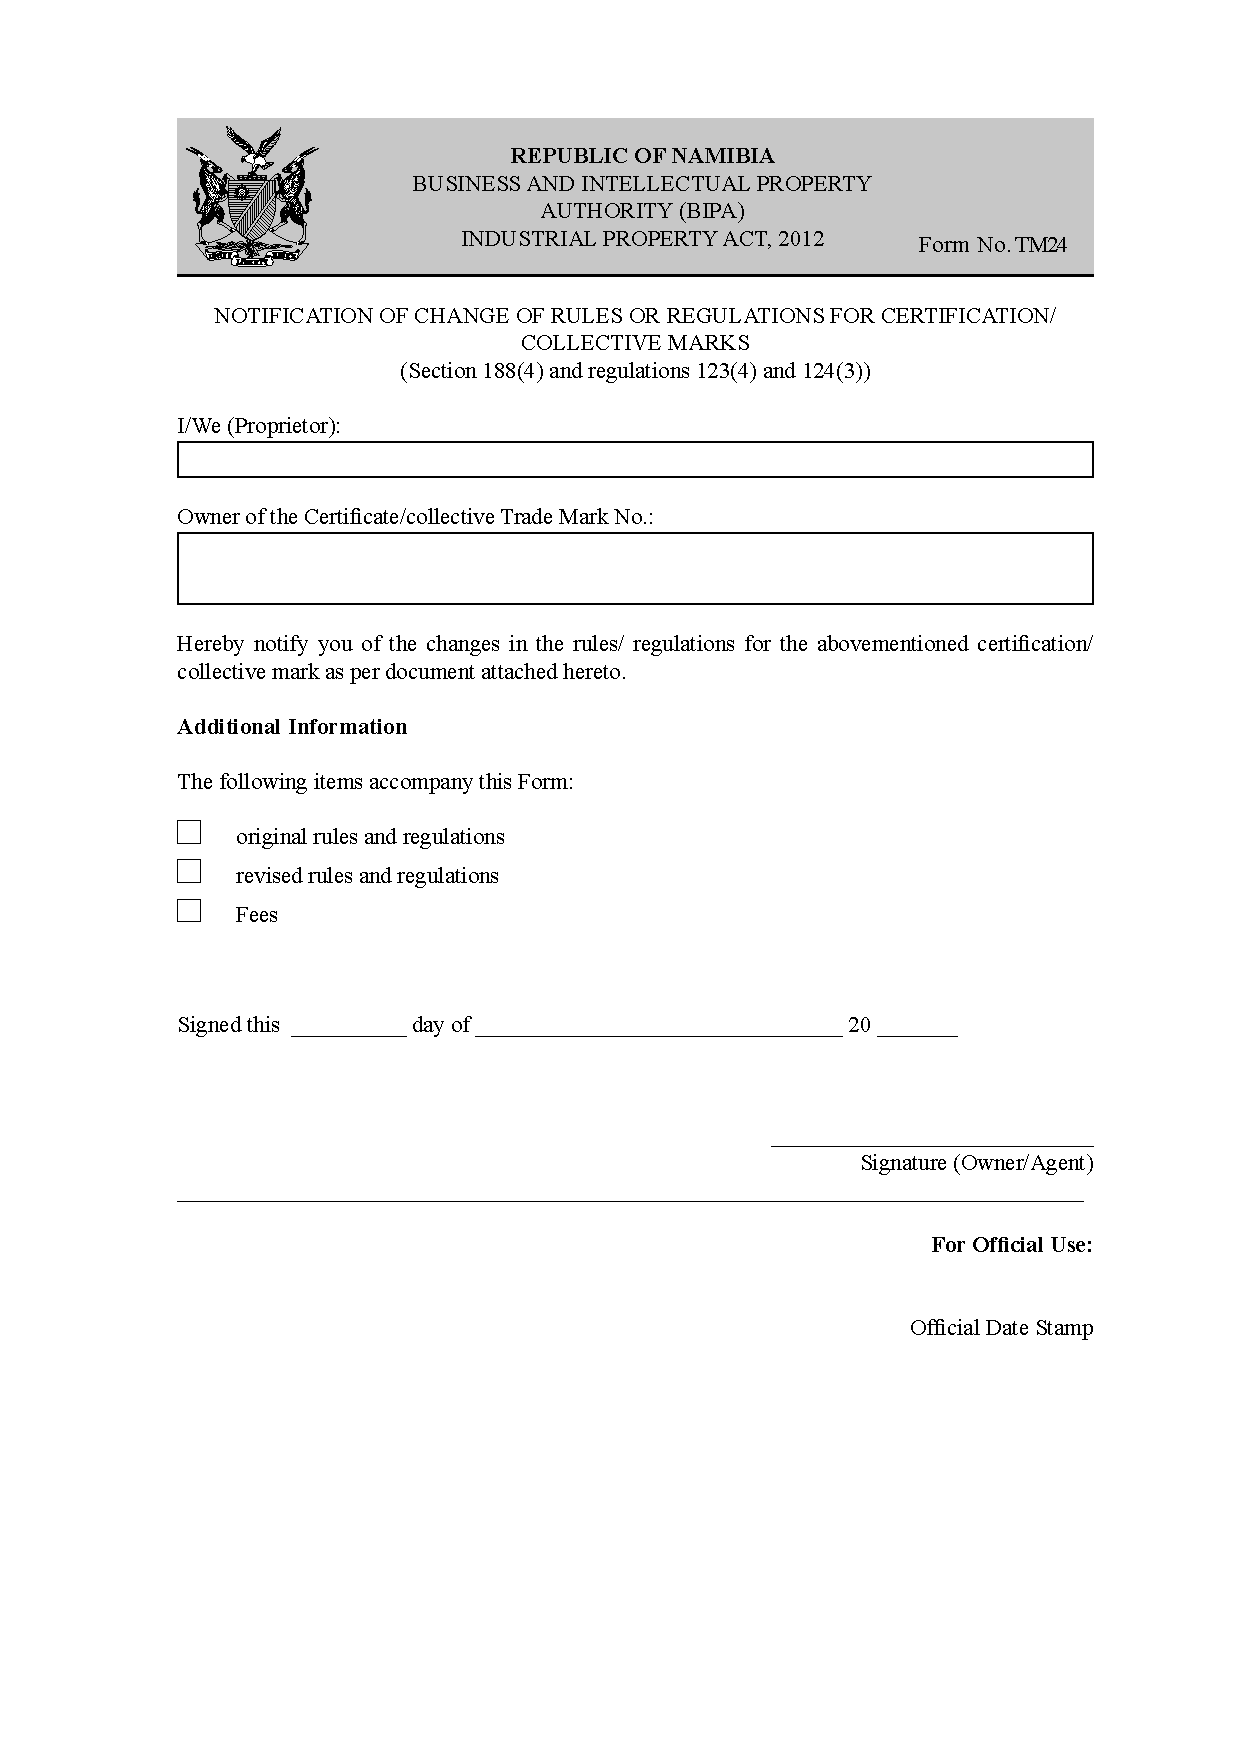 REPUBLIC OF NAMIBIA
BUSINESS AND INTELLECTUAL PROPERTY
AUTHORITY (BIPA)
INDUSTRIAL PROPERTY ACT, 2012
Form No. TM24
NOTIFICATION OF CHANGE OF RULES OR REGULATIONS FOR CERTIFICATION/
COLLECTIVE MARKS
(Section 188(4) and regulations 123(4) and 124(3))
I/We (Proprietor):
Owner of the Certificate/collective Trade Mark No.:
Hereby notify you of the changes in the rules/ regulations for the abovementioned certification/
collective mark as per document attached hereto.
Additional Information
The following items accompany this Form:
original rules and regulations
revised rules and regulations
Fees
Signed this __________ day of ________________________________ 20 _______
Signature (Owner/Agent)
For Official Use:
Official Date Stamp